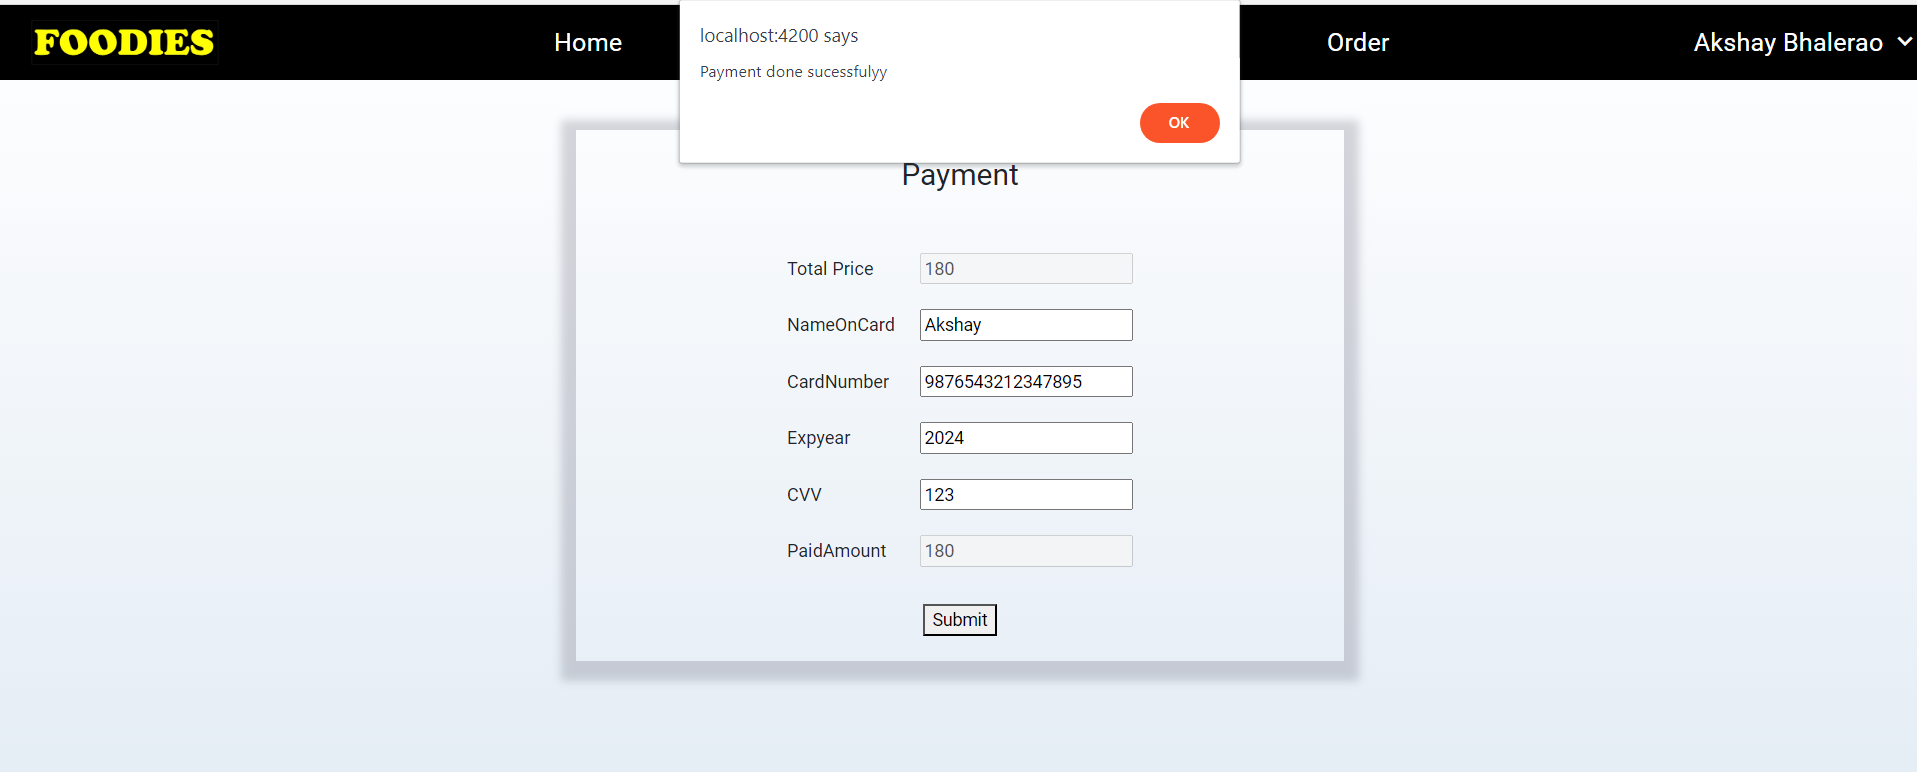 FOODIES
Home
Order
Akshay Bhalerao
localhost:4200 says
Payment done sucessfulyy
OK
Payment
Total Price 180
NameOnCard Akshay
CardNumber 9876543212347895
Expyear 2024
CVV 123
PaidAmount 180
Submit